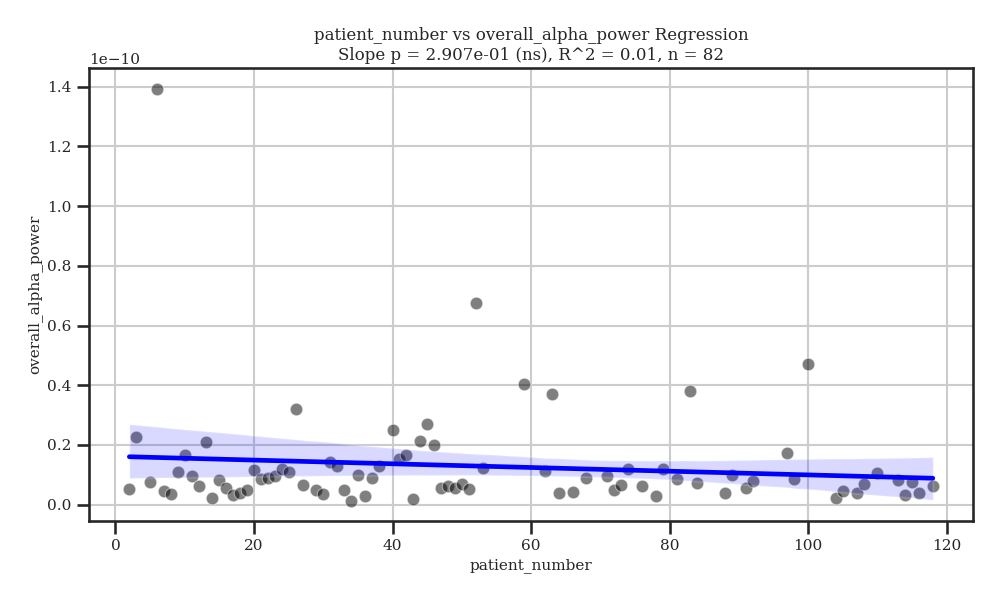 patient_number vs overall_alpha_power Regression
Slope p = 2.907e-01 (ns), R^2 = 0.01, n = 82
1e−10
1.4
1.2
1.0
0.8
0.6
0.4
0.2
0.0
overall_alpha_power
0 20 40 60 80 100 120
patient_number